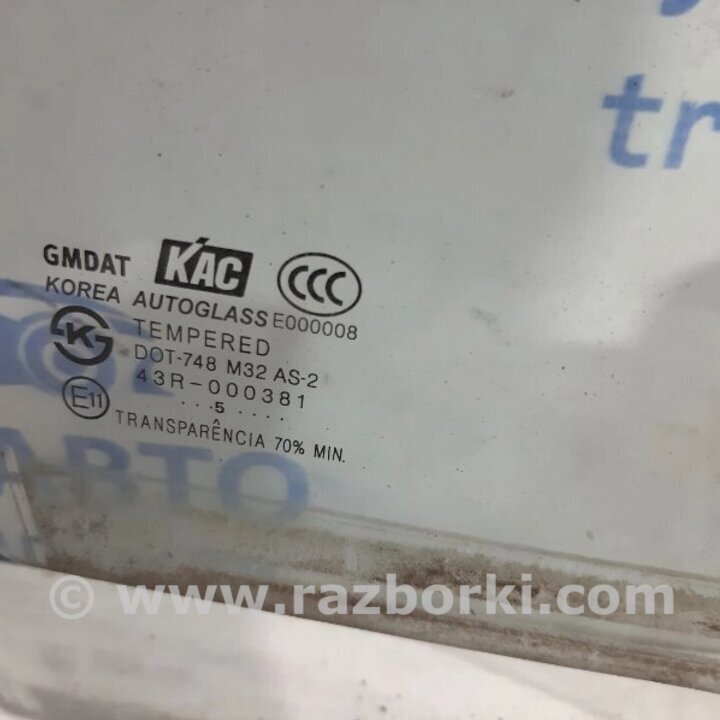 tr
GMDAT KAC CCC
KOREA AUTOGLASS E000008
K TEMPERED
DOT-748 M32 AS-2
43R-000381
E11 ...5....
TRANSPARÊNCIA 70% MIN.
АВТО
© www.razborki.com